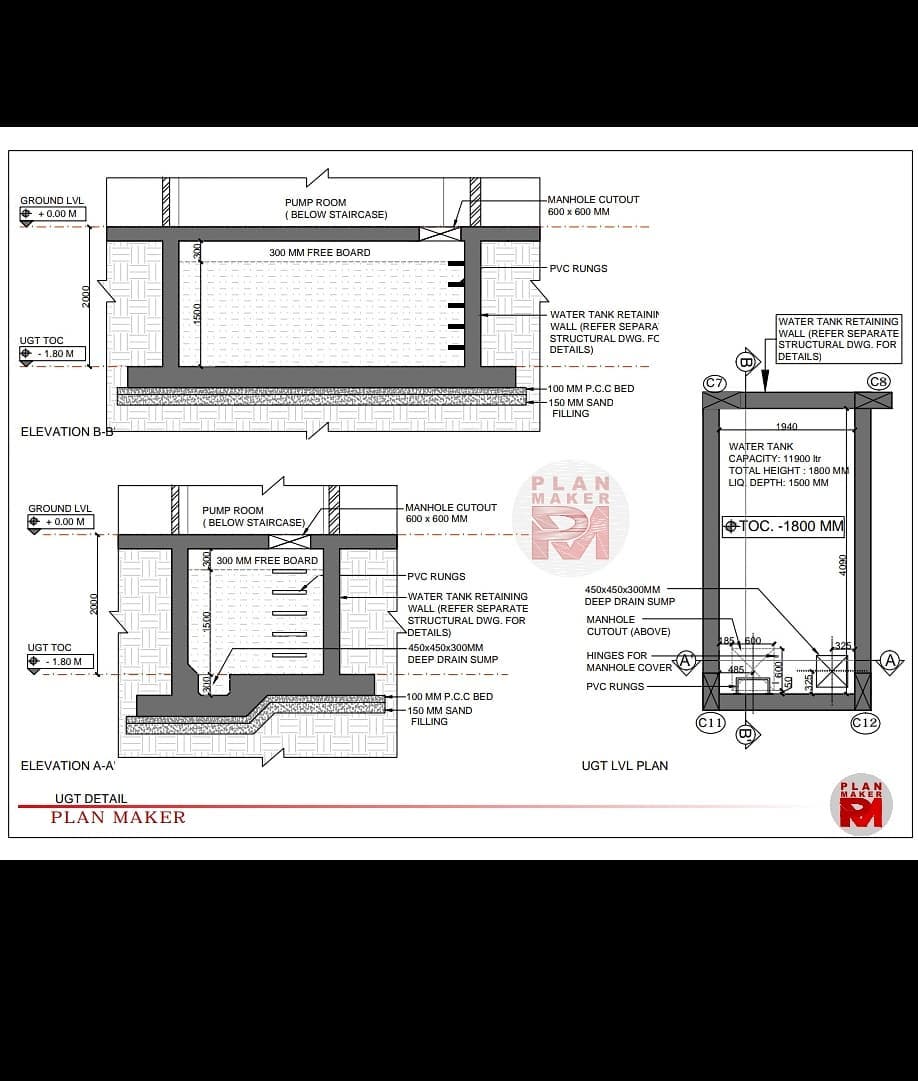 GROUND LVL
+ 0.00 M
PUMP ROOM
( BELOW STAIRCASE)
MANHOLE CUTOUT
600 x 600 MM
300
300 MM FREE BOARD
PVC RUNGS
2000
1500
WATER TANK RETAININ
WALL (REFER SEPARA
STRUCTURAL DWG. FC
DETAILS)
UGT TOC
- 1.80 M
100 MM P.C.C BED
150 MM SAND
FILLING
ELEVATION B-B'
GROUND LVL
+ 0.00 M
PUMP ROOM
( BELOW STAIRCASE)
MANHOLE CUTOUT
600 x 600 MM
300
300 MM FREE BOARD
PVC RUNGS
2000
1500
WATER TANK RETAINING
WALL (REFER SEPARATE
STRUCTURAL DWG. FOR
DETAILS)
UGT TOC
- 1.80 M
450x450x300MM
DEEP DRAIN SUMP
300
100 MM P.C.C BED
150 MM SAND
FILLING
ELEVATION A-A'
PLAN
MAKER
WATER TANK RETAINING
WALL (REFER SEPARATE
STRUCTURAL DWG. FOR
DETAILS)
B
C7
C8
1940
WATER TANK
CAPACITY: 11900 ltr
TOTAL HEIGHT : 1800 MM
LIQ. DEPTH: 1500 MM
TOC. -1800 MM
4090
450x450x300MM
DEEP DRAIN SUMP
MANHOLE
CUTOUT (ABOVE)
185
600
325
HINGES FOR
MANHOLE COVER
A'
A
485
600
PVC RUNGS
50
325
C11
C12
B'
UGT LVL PLAN
UGT DETAIL
PLAN MAKER
PLAN
MAKER